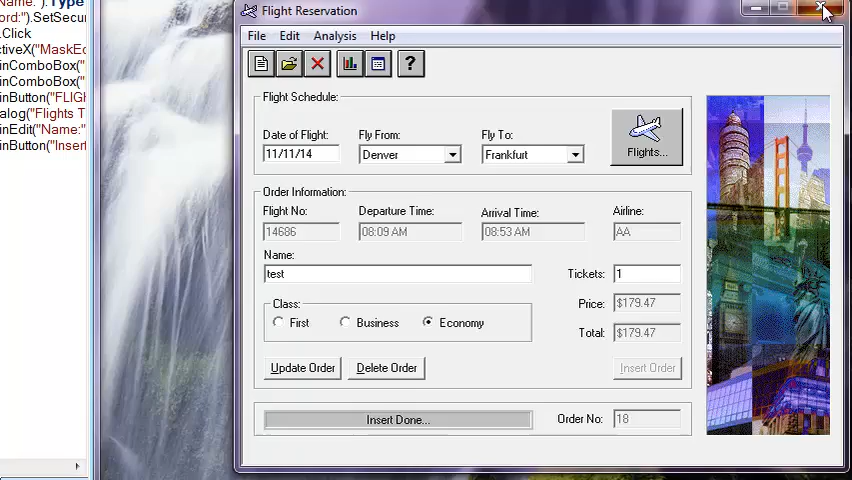 ame:").Type
ord:").SetSecur
.Click
ctiveX("MaskEd
inComboBox(
inComboBox(
inButton("FLIGH
alog("Flights T
inEdit("Name:"
inButton("Insert
Flight Reservation
File Edit Analysis Help
?
Flight Schedule:
Date of Flight: Fly From: Fly To:
11/11/14 Denver Frankfurt
Flights...
Order Information:
Flight No: Departure Time: Arrival Time: Airline:
14686 08:09 AM 08:53 AM AA
Name:
test Tickets: 1
Class: Price: $179.47
First Business Economy
Total: $179.47
Update Order Delete Order Insert Order
Insert Done... Order No: 18